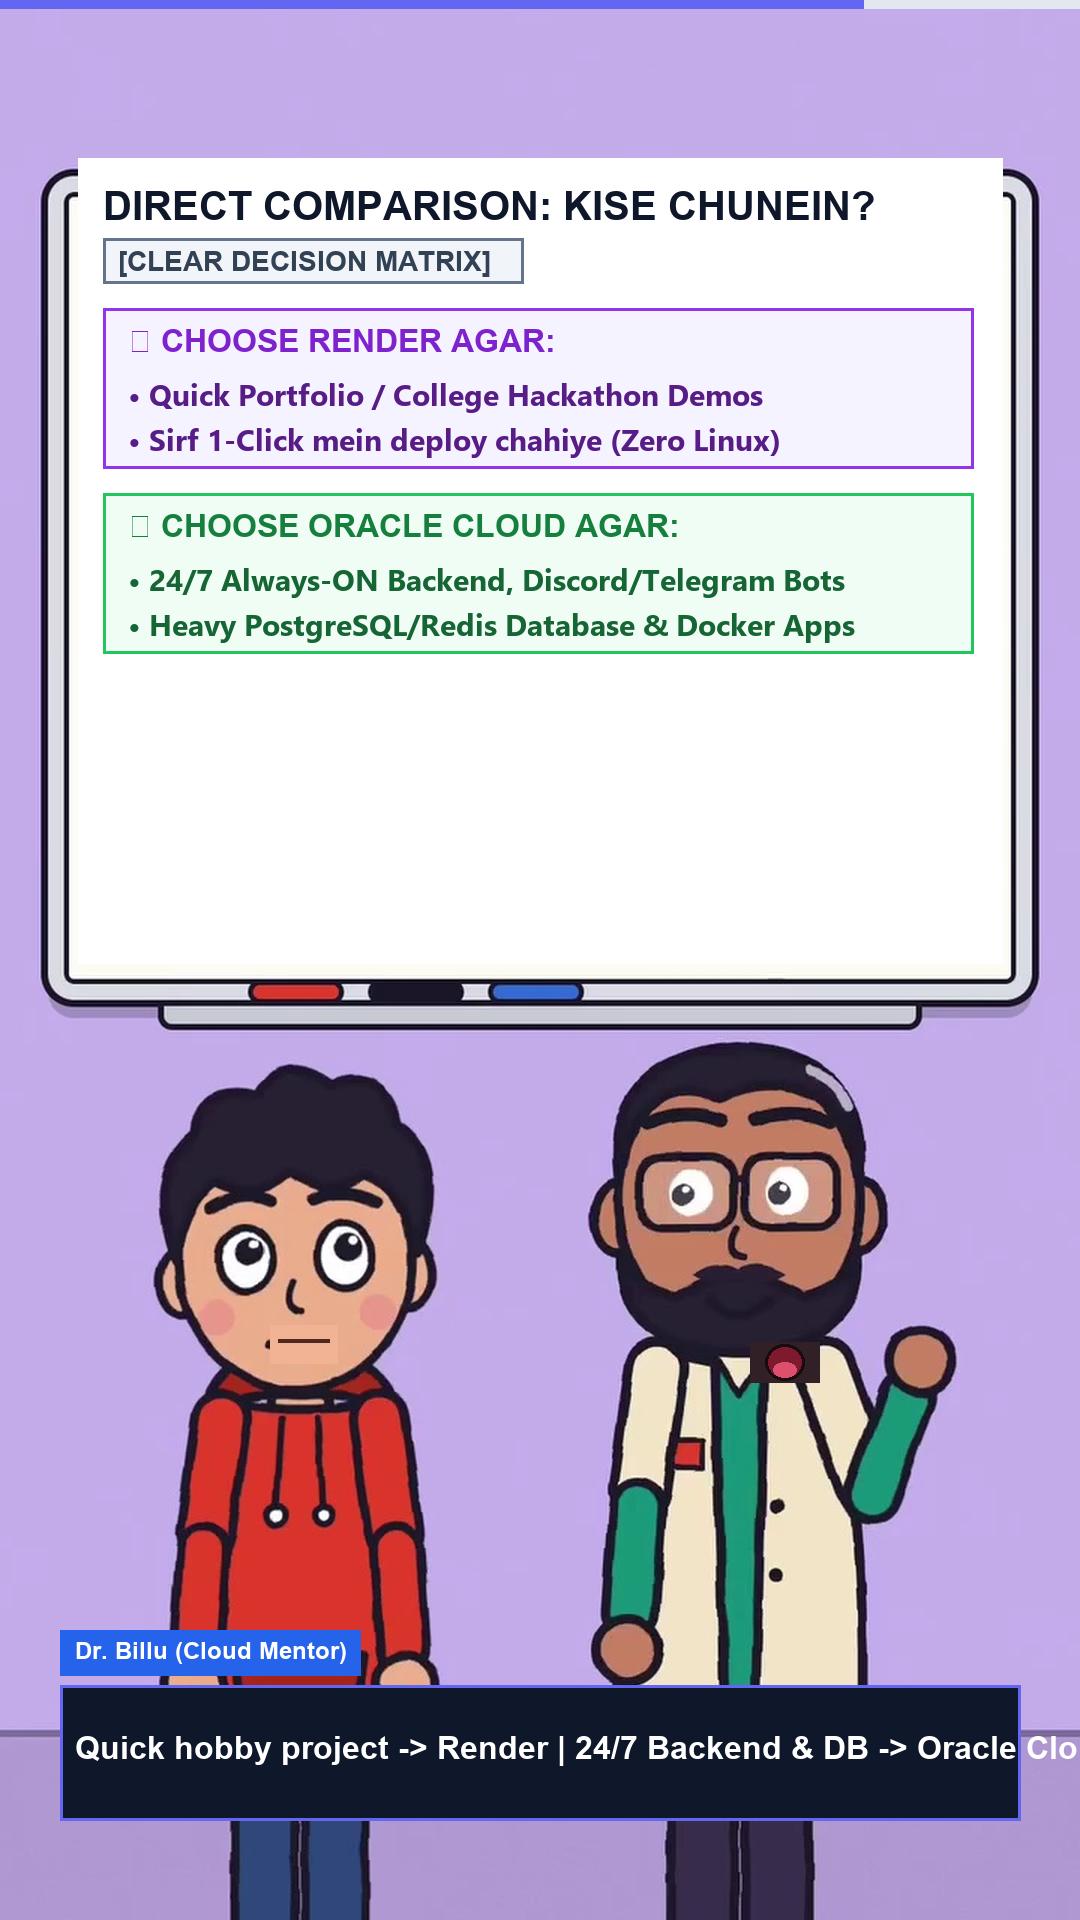 DIRECT COMPARISON: KISE CHUNEIN?
[CLEAR DECISION MATRIX]
CHOOSE RENDER AGAR:
• Quick Portfolio / College Hackathon Demos
• Sirf 1-Click mein deploy chahiye (Zero Linux)
CHOOSE ORACLE CLOUD AGAR:
• 24/7 Always-ON Backend, Discord/Telegram Bots
• Heavy PostgreSQL/Redis Database & Docker Apps
Dr. Billu (Cloud Mentor)
Quick hobby project -> Render | 24/7 Backend & DB -> Oracle Clo